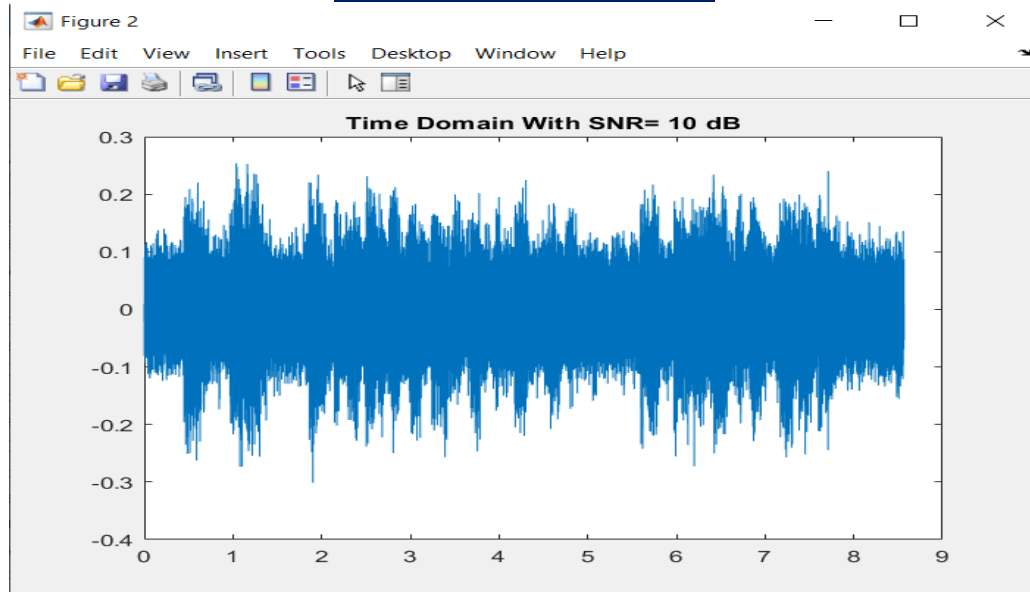 Figure 2
File Edit View Insert Tools Desktop Window Help
Time Domain With SNR= 10 dB
0.3
0.2
0.1
0
-0.1
-0.2
-0.3
-0.4
0 1 2 3 4 5 6 7 8 9